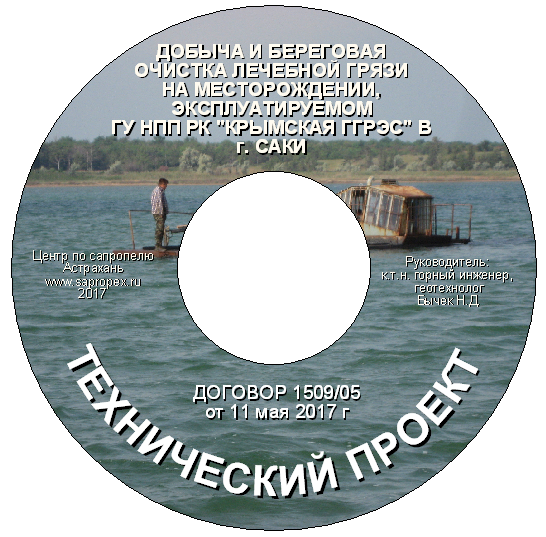 ДОБЫЧА И БЕРЕГОВАЯ
ОЧИСТКА ЛЕЧЕБНОЙ ГРЯЗИ
НА МЕСТОРОЖДЕНИИ,
ЭКСПЛУАТИРУЕМОМ
ГУ НПП РК "КРЫМСКАЯ ГГРЭС" В
г. САКИ
Центр по сапропелю
Астрахань
www.sapropex.ru
2017
Руководитель:
к.т.н. горный инженер,
геотехнолог
Бычек Н.Д.
ДОГОВОР 1509/05
от 11 мая 2017 г
ТЕХНИЧЕСКИЙ ПРОЕКТ